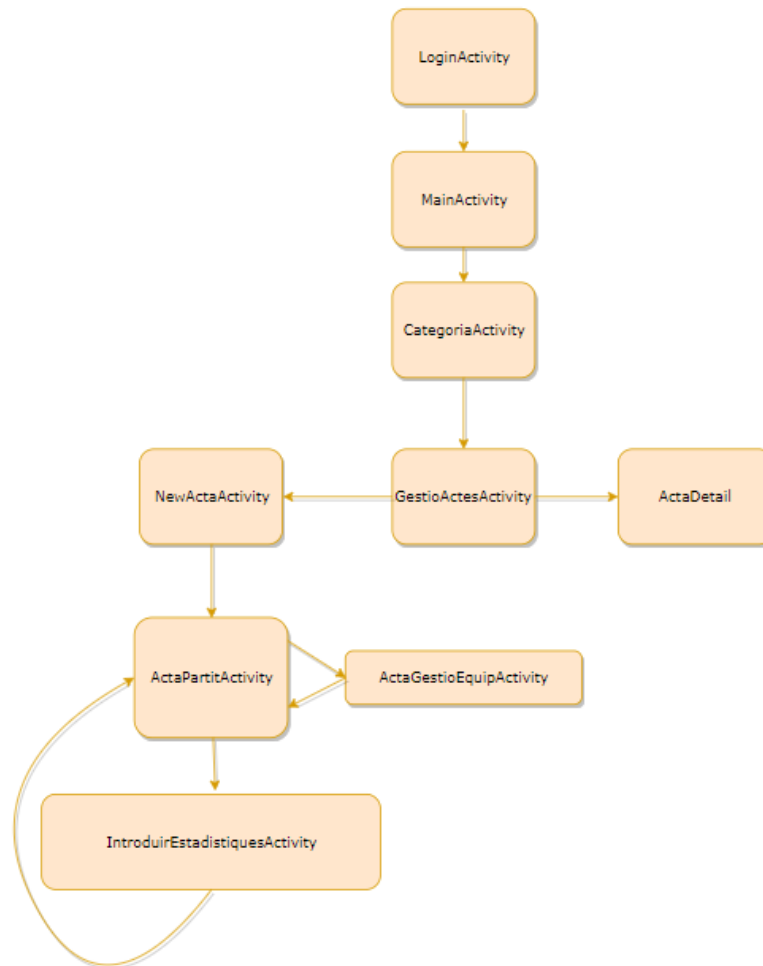 LoginActivity
MainActivity
CategoriaActivity
NewActaActivity
GestioActesActivity
ActaDetail
ActaPartitActivity
ActaGestioEquipActivity
IntroduirEstadistiquesActivity